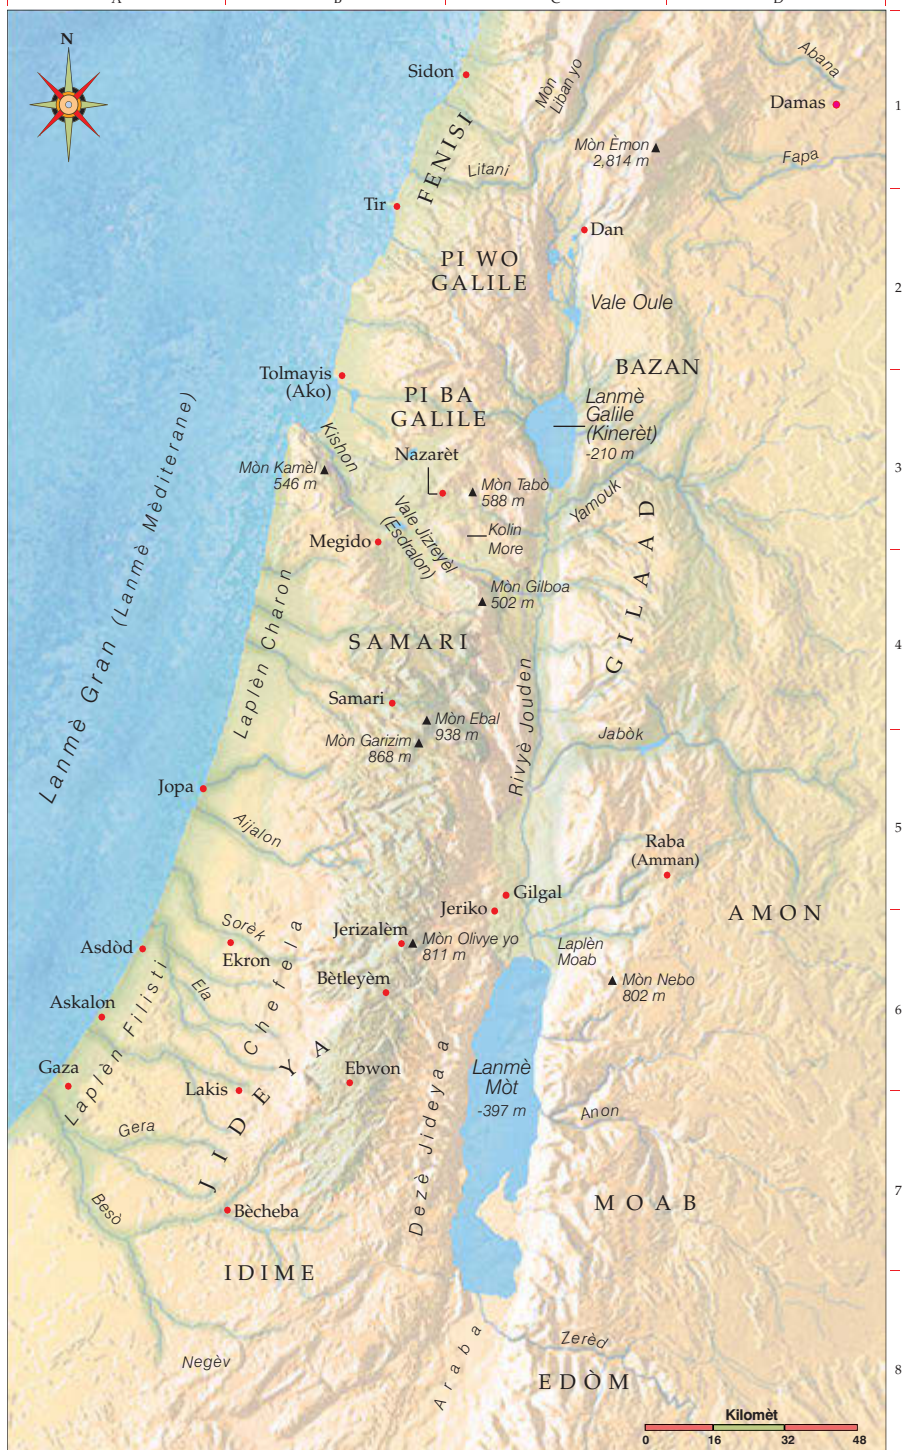 A
B
C
D
N
Sidon
Mòn
Liban yo
Abana
Damas
1
Mòn Èmon
2,814 m
Fapa
FENISI
Litani
Tir
Dan
PI WO
GALILE
2
Vale Oule
BAZAN
Tolmayis
(Ako)
PI BA
GALILE
Lanmè
Galile
(Kinerèt)
-210 m
Kishon
Nazarèt
Mòn Kamèl
546 m
Mòn Tabò
588 m
3
Yamouk
Vale Jizreyèl
(Esdralon)
Kolin
More
Megido
Lanmè Gran (Lanmè Mèditerane)
GILAAD
Mòn Gilboa
502 m
Laplèn Charon
SAMARI
4
Rivyè Jouden
Samari
Mòn Ebal
938 m
Mòn Garizim
868 m
Jabòk
Jopa
Aijalon
5
Raba
(Amman)
Gilgal
Jeriko
AMON
Sorèk
Jerizalèm
Mòn Olivye yo
811 m
Laplèn
Moab
Asdòd
Ekron
Chefela
Bètleyèm
Mòn Nebo
802 m
Ela
Askalon
Laplèn Filisti
6
Gaza
Ebwon
Lakis
JIDEYA
Dezè Jideya a
Lanmè
Mòt
-397 m
Gera
Anon
Besò
Bècheba
MOAB
7
IDIME
Negèv
Araba
Zerèd
EDÒM
8
Kilomèt
0 16 32 48